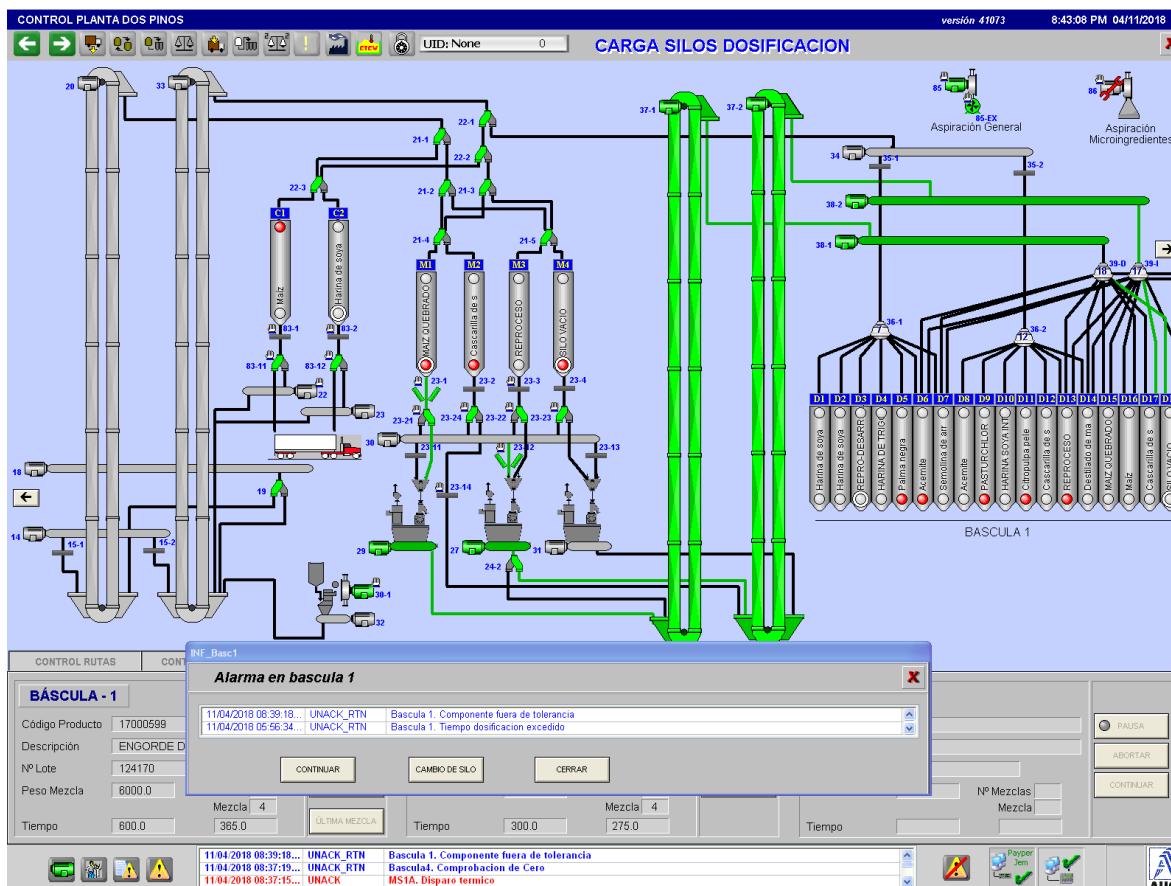 CONTROL PLANTA DOS PINOS versión 41073 8:43:08 PM 04/11/2018
UID: None 0 CARGA SILOS DOSIFICACION
20 33 37-1 37-2 85 86
85-EX
Aspiración General
Aspiración
Microingredientes
22-1
21-1
22-2
34 35-1 35-2
22-3 21-2 21-3
38-2
C1 C2
21-4 21-5 38-1
M1 M2 M3 M4
39-D 39-I
18 17
Maíz
Harina de soya
MAIZ QUEBRADO
Cascarilla de s
REPROCESO
SILO VACIO
83-1 83-2
36-1 36-2
7 12
83-11 83-12
23-1 23-2 23-3 23-4
22 23
23-21 23-24 23-22 23-23
D1 D2 D3 D4 D5 D6 D7 D8 D9 D10 D11 D12 D13 D14 D15 D16 D17
Harina de soya
Harina de soya
REPRC-DESARR
HARINA DE TRIGO
Palma negra
Acemite
Semolina de arr
Acemite
PASTURCHLOR
HARINA SOYA INT
Citropulpa pele
Cascarilla de s
REPROCESO
Destilado de ma
MAIZ QUEBRADO
Maíz
Cascarilla de s
SILO VACIO
30
23-11 23-12 23-13
18
19
23-14
BASCULA 1
14 15-1 15-2
29 27 31
24-2
30-1
32
CONTROL RUTAS CONT
INF_Basc1
Alarma en bascula 1
11/04/2018 08:39:18... UNACK_RTN Bascula 1. Componente fuera de tolerancia
11/04/2018 05:56:34... UNACK_RTN Bascula 1. Tiempo dosificacion excedido
CONTINUAR CAMBIO DE SILO CERRAR
BÁSCULA - 1
Código Producto 17000599
Descripción ENGORDE D
Nº Lote 124170
Peso Mezcla 6000.0
PAUSA
ABORTAR
CONTINUAR
Nº Mezclas
Mezcla 4 Mezcla 4 Mezcla
Tiempo 600.0 365.0 ÚLTIMA MEZCLA Tiempo 300.0 275.0 Tiempo
11/04/2018 08:39:18... UNACK_RTN Bascula 1. Componente fuera de tolerancia
11/04/2018 08:37:19... UNACK_RTN Bascula4. Comprobacion de Cero
11/04/2018 08:37:15... UNACK MS1A. Disparo termico
Payper
Jem